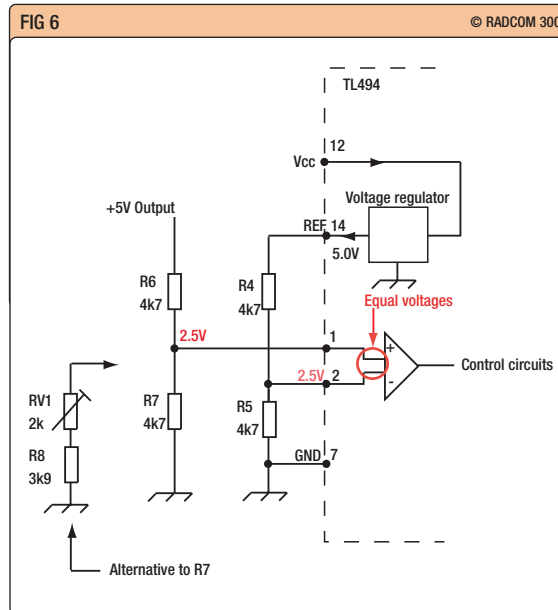 FIG 6
© RADCOM 300
TL494
12
Vcc
Voltage regulator
+5V Output
REF 14
5.0V
R6
4k7
R4
4k7
Equal voltages
2.5V
1
+
2.5V
2
-
Control circuits
RV1
2k
R7
4k7
R5
4k7
R8
3k9
GND 7
Alternative to R7